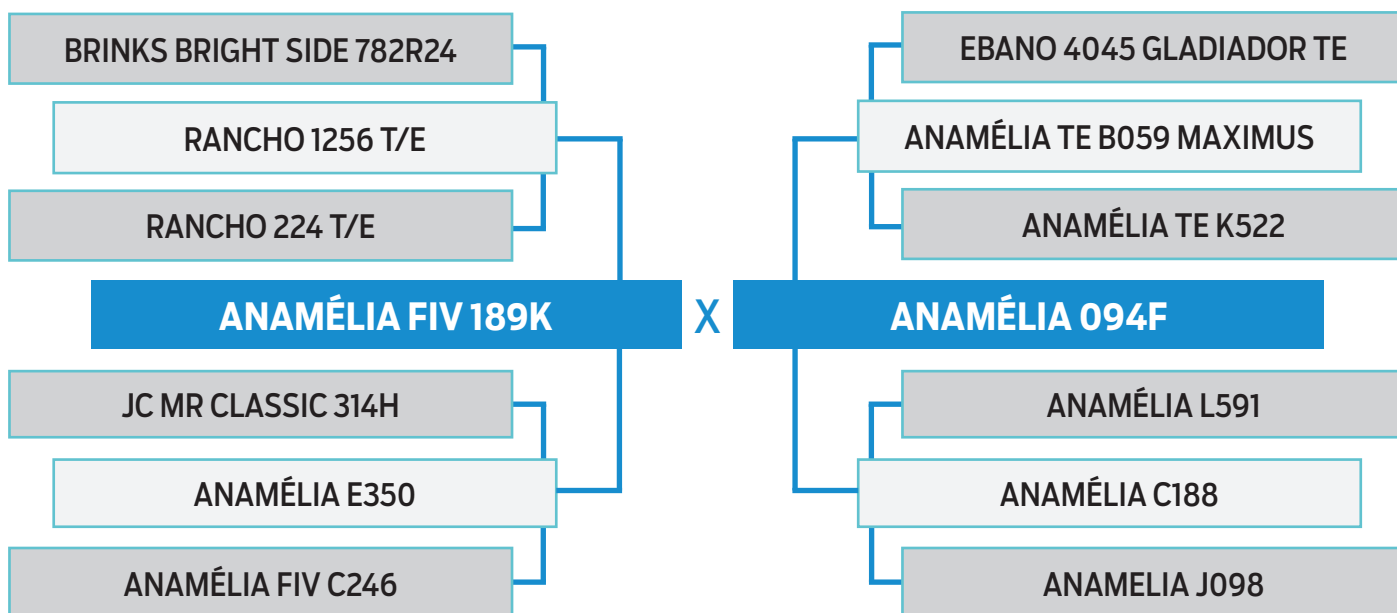 BRINKS BRIGHT SIDE 782R24
RANCHO 1256 T/E
RANCHO 224 T/E
ANAMÉLIA FIV 189K
JC MR CLASSIC 314H
ANAMÉLIA E350
ANAMÉLIA FIV C246
X
EBANO 4045 GLADIADOR TE
ANAMÉLIA TE B059 MAXIMUS
ANAMÉLIA TE K522
ANAMÉLIA 094F
ANAMÉLIA L591
ANAMÉLIA C188
ANAMELIA J098